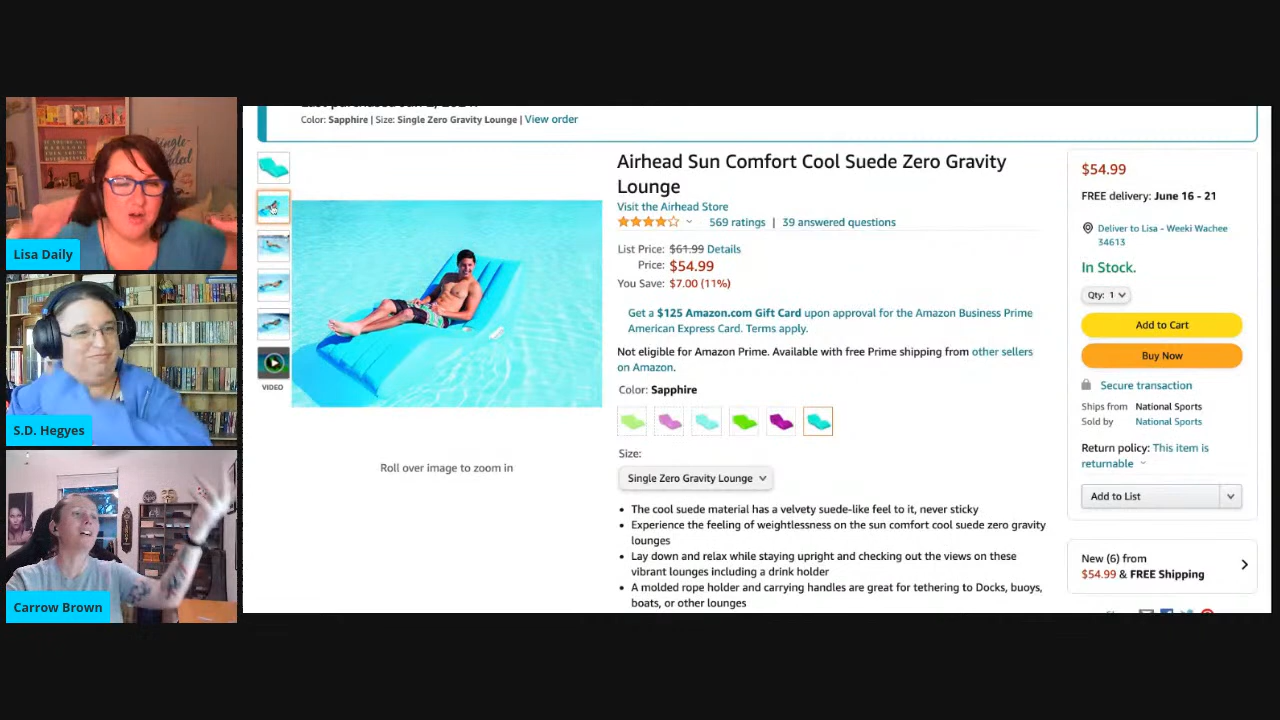 Color: Sapphire | Size: Single Zero Gravity Lounge | View order
Airhead Sun Comfort Cool Suede Zero Gravity
Lounge
Visit the Airhead Store
569 ratings | 39 answered questions
List Price: $61.99 Details
Price: $54.99
You Save: $7.00 (11%)
Get a $125 Amazon.com Gift Card upon approval for the Amazon Business Prime
American Express Card. Terms apply.
Not eligible for Amazon Prime. Available with free Prime shipping from other sellers
on Amazon.
Color: Sapphire
Size:
Single Zero Gravity Lounge
• The cool suede material has a velvety suede-like feel to it, never sticky
• Experience the feeling of weightlessness on the sun comfort cool suede zero gravity
lounges
• Lay down and relax while staying upright and checking out the views on these
vibrant lounges including a drink holder
• A molded rope holder and carrying handles are great for tethering to Docks, buoys,
boats, or other lounges
VIDEO
Roll over image to zoom in
$54.99
FREE delivery: June 16 - 21
Deliver to Lisa - Weeki Wachee
34613
In Stock.
Qty: 1
Add to Cart
Buy Now
Secure transaction
Ships from National Sports
Sold by National Sports
Return policy: This item is
returnable
Add to List
New (6) from
$54.99 & FREE Shipping
Lisa Daily
S.D. Hegyes
Carrow Brown